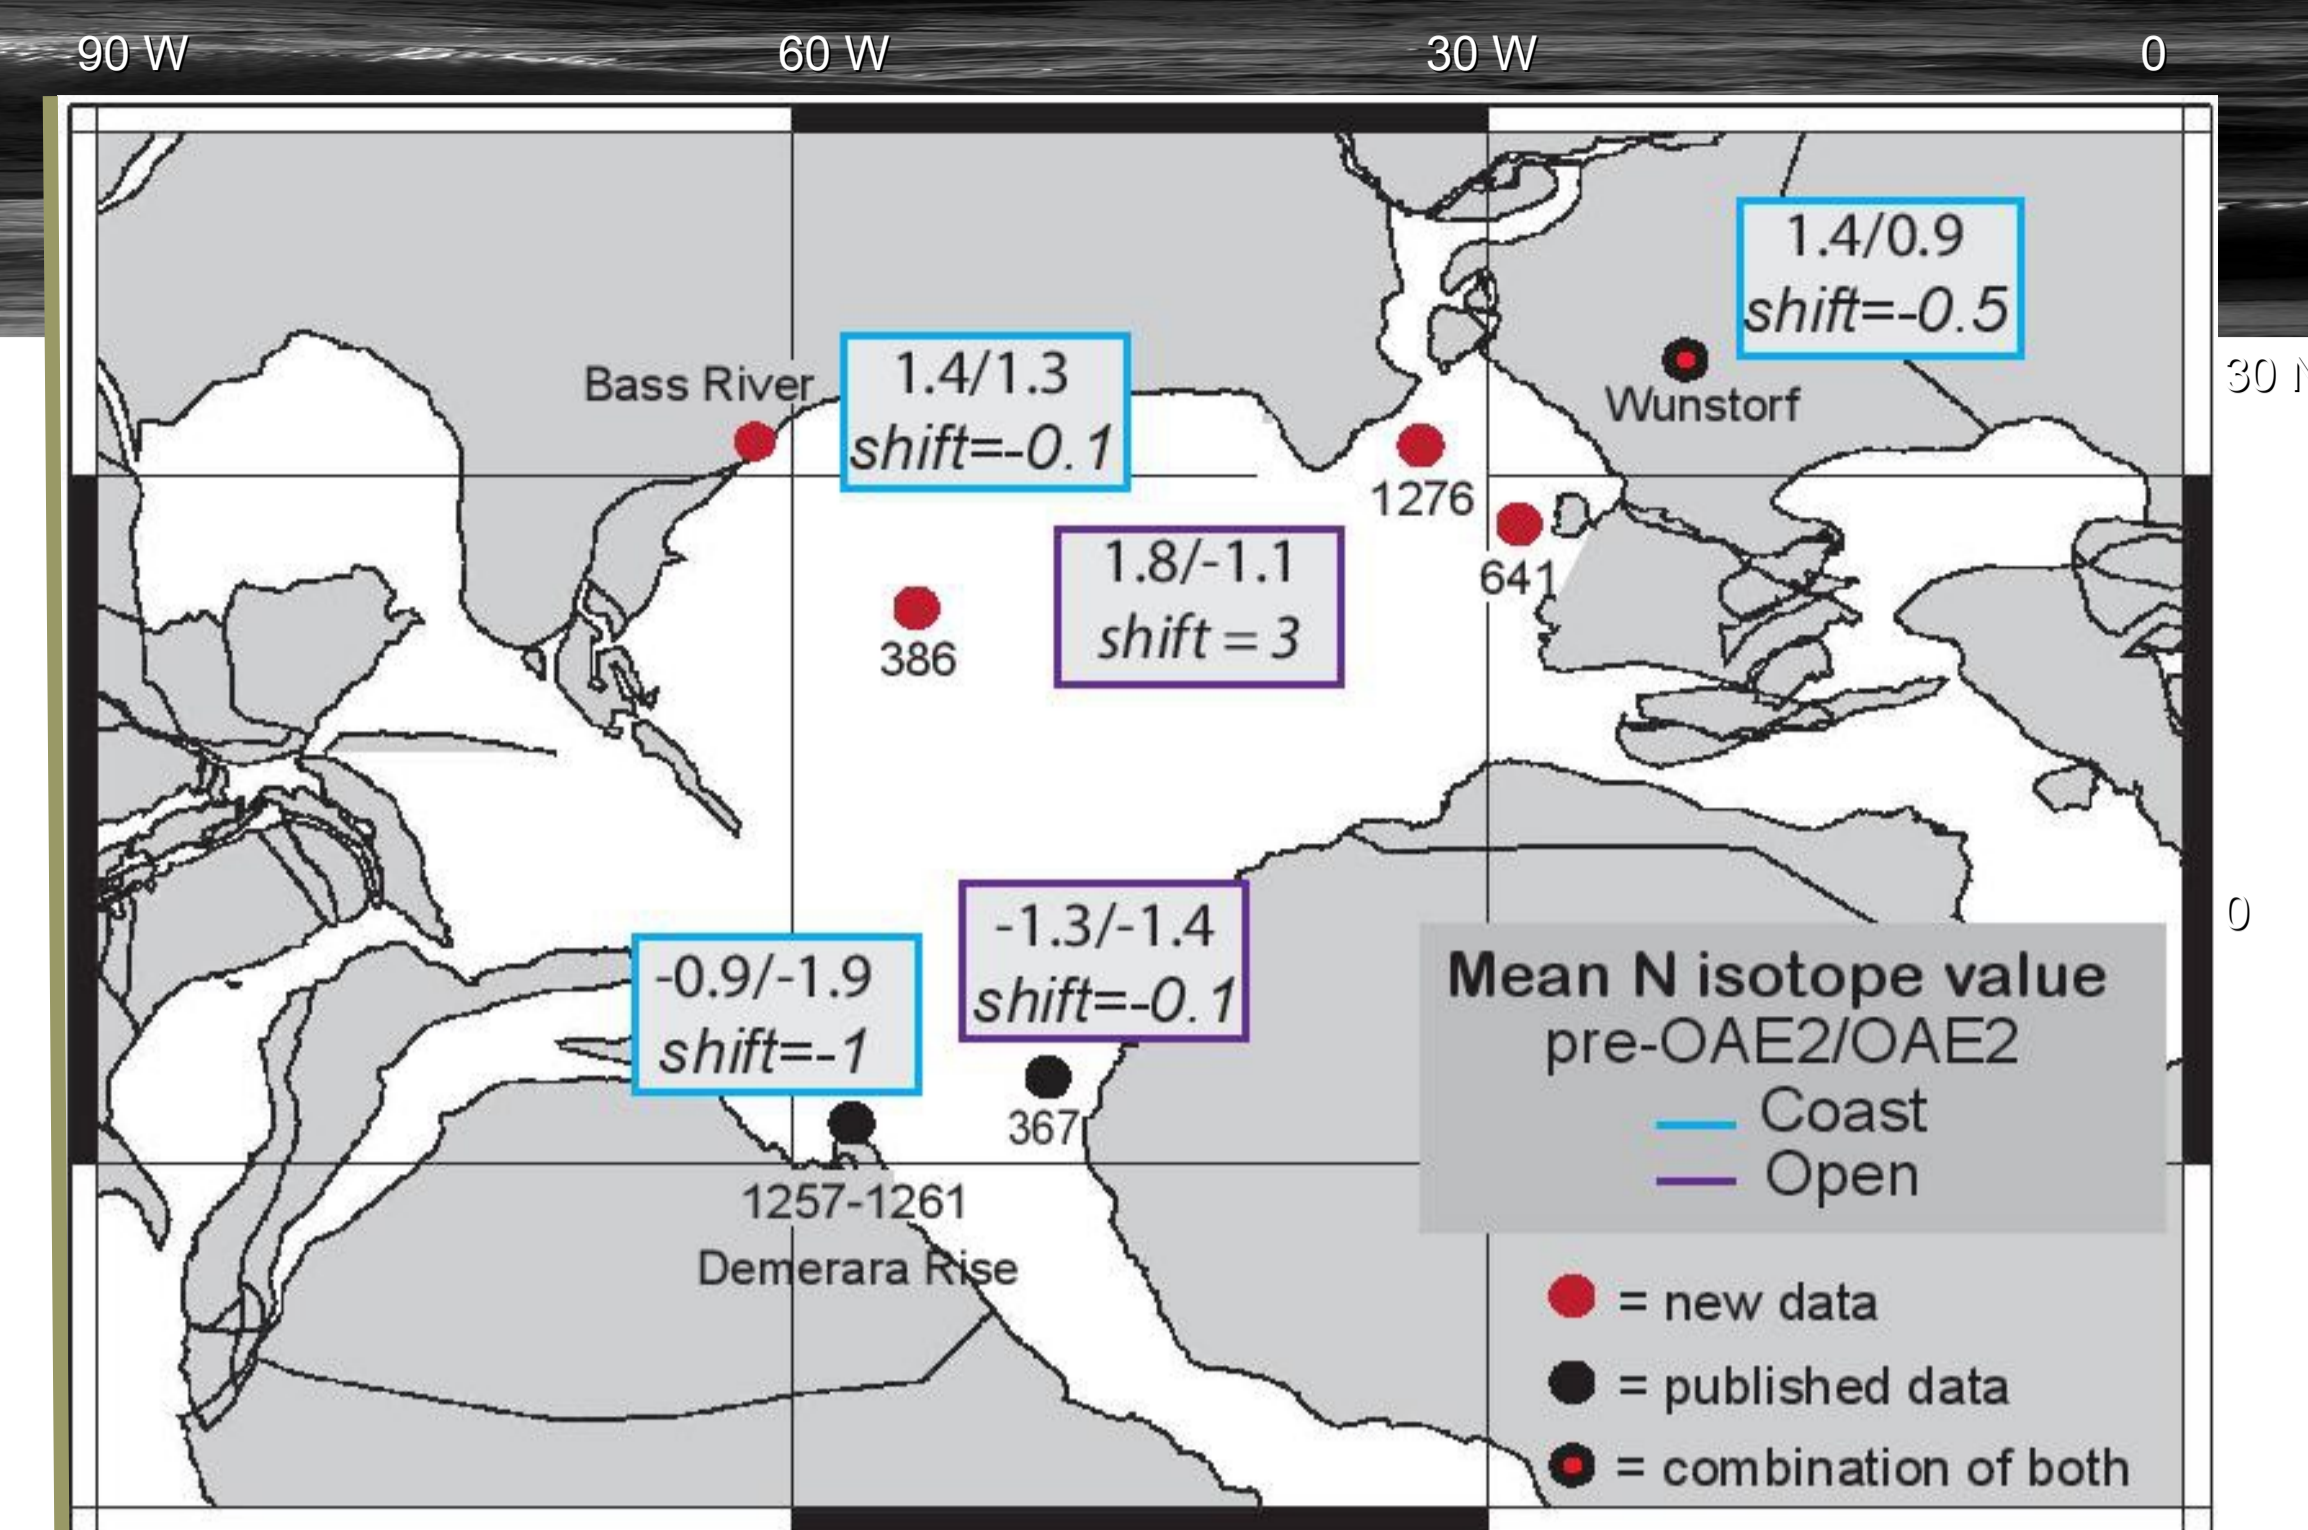 90 W
60 W
30 W
0
1.4/0.9
shift=-0.5
30 N
Bass River
1.4/1.3
shift=-0.1
Wunstorf
1276
641
1.8/-1.1
shift = 3
386
0
-1.3/-1.4
shift=-0.1
-0.9/-1.9
shift=-1
367
1257-1261
Demerara Rise
Mean N isotope value
pre-OAE2/OAE2
Coast
Open
= new data
= published data
= combination of both